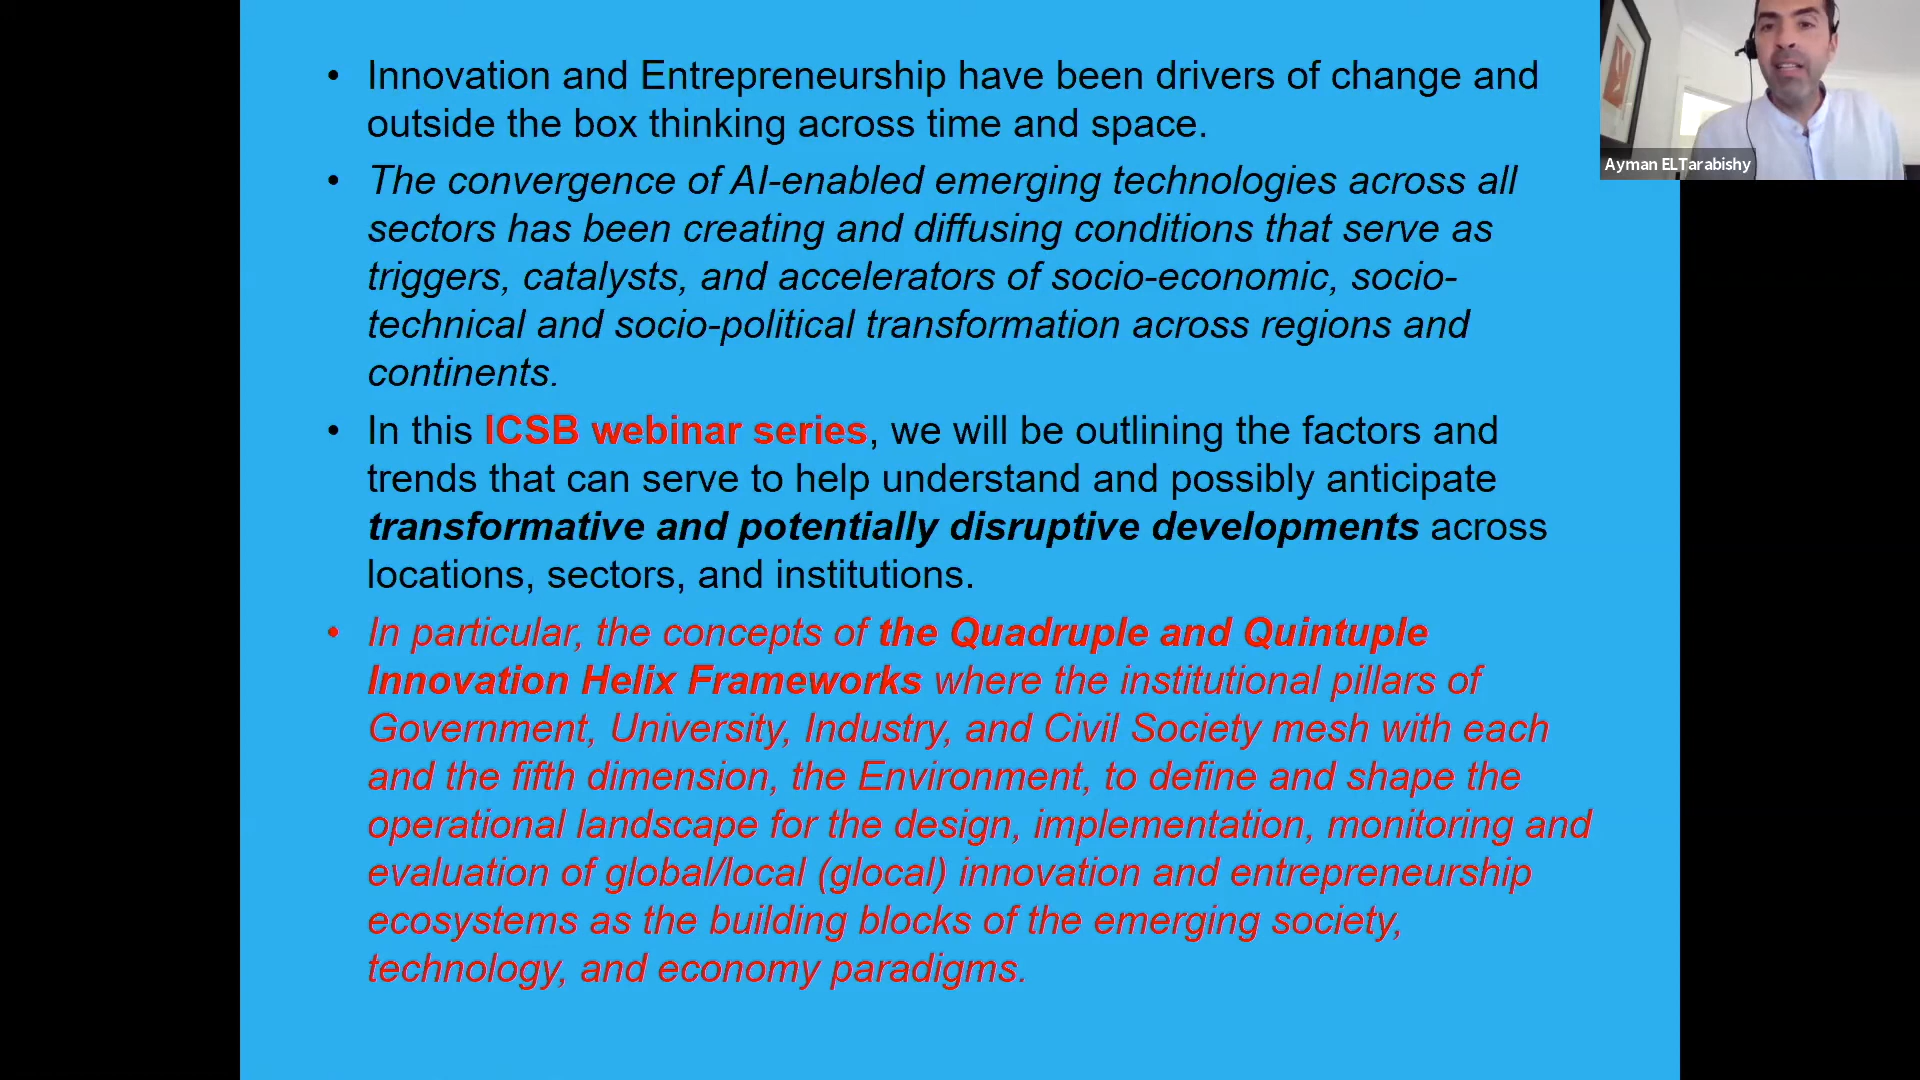 • Innovation and Entrepreneurship have been drivers of change and
outside the box thinking across time and space.
• The convergence of AI-enabled emerging technologies across all
sectors has been creating and diffusing conditions that serve as
triggers, catalysts, and accelerators of socio-economic, socio-
technical and socio-political transformation across regions and
continents.
• In this ICSB webinar series, we will be outlining the factors and
trends that can serve to help understand and possibly anticipate
transformative and potentially disruptive developments across
locations, sectors, and institutions.
• In particular, the concepts of the Quadruple and Quintuple
Innovation Helix Frameworks where the institutional pillars of
Government, University, Industry, and Civil Society mesh with each
and the fifth dimension, the Environment, to define and shape the
operational landscape for the design, implementation, monitoring and
evaluation of global/local (glocal) innovation and entrepreneurship
ecosystems as the building blocks of the emerging society,
technology, and economy paradigms.
Ayman ELTarabishy